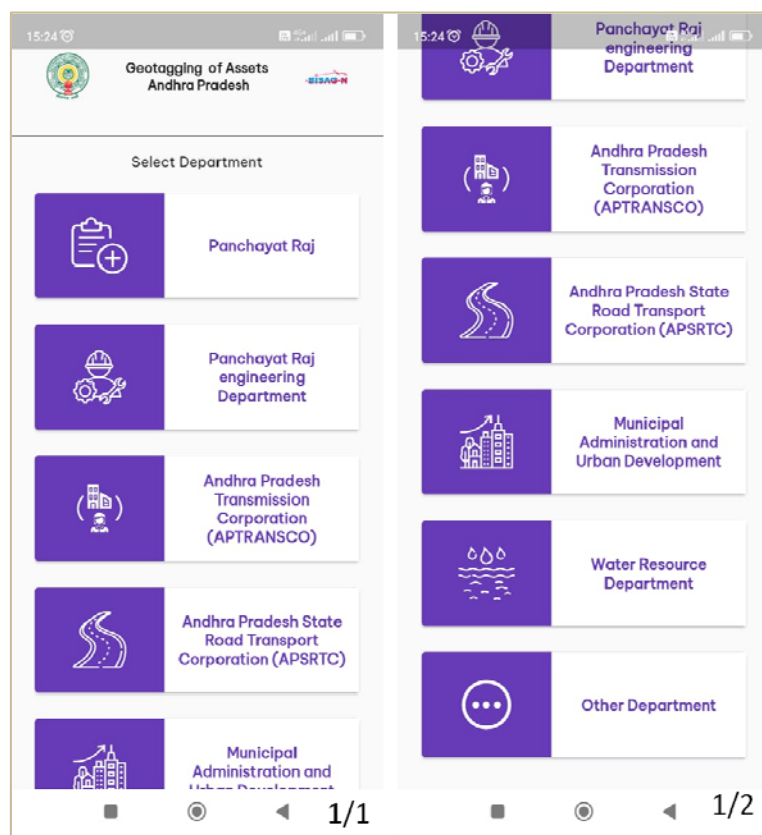 15:24
Geotagging of Assets
Andhra Pradesh
BISAG-N
Select Department
Panchayat Raj
Panchayat Raj
engineering
Department
Andhra Pradesh
Transmission
Corporation
(APTRANSCO)
Andhra Pradesh State
Road Transport
Corporation (APSRTC)
Municipal
Administration and
Urban Development
1/1
15:24
Panchayat Raj
engineering
Department
Andhra Pradesh
Transmission
Corporation
(APTRANSCO)
Andhra Pradesh State
Road Transport
Corporation (APSRTC)
Municipal
Administration and
Urban Development
Water Resource
Department
Other Department
1/2